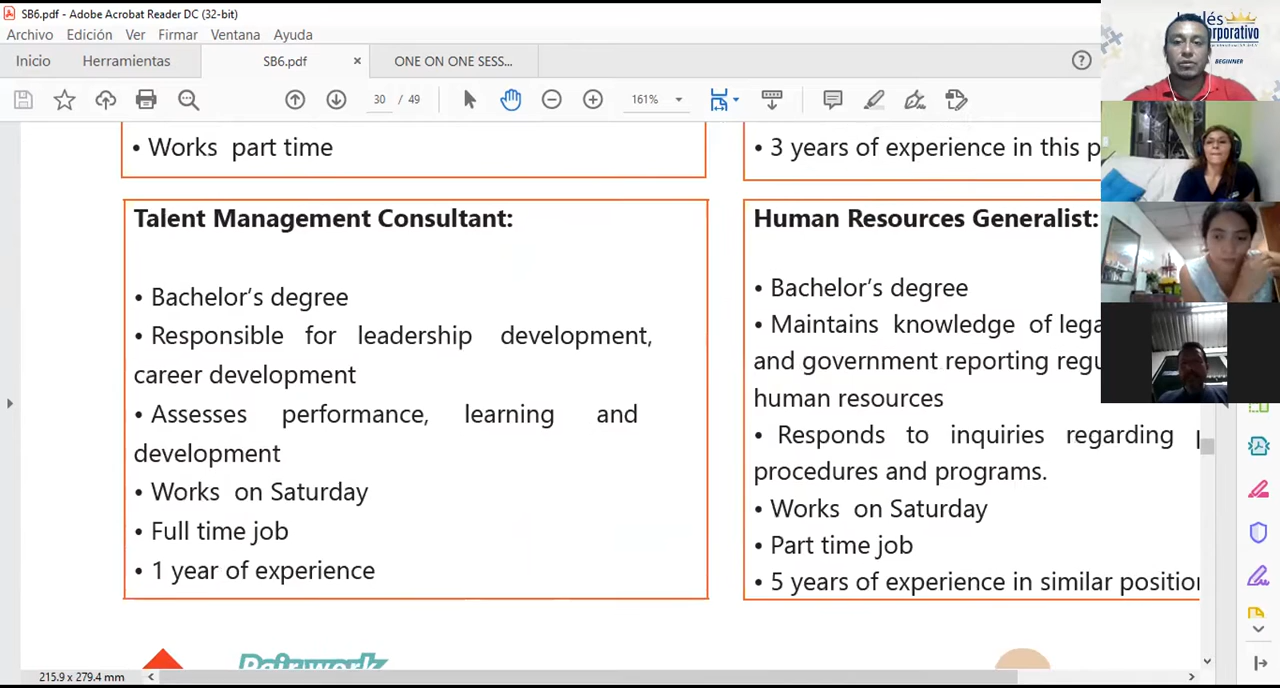 SB6.pdf - Adobe Acrobat Reader DC (32-bit)
Archivo Edición Ver Firmar Ventana Ayuda
Inicio Herramientas SB6.pdf × ONE ON ONE SESS...
30 / 49 161%
BEGINNER
• Works part time
Talent Management Consultant:
• Bachelor's degree
• Responsible for leadership development,
career development
• Assesses performance, learning and
development
• Works on Saturday
• Full time job
• 1 year of experience
• 3 years of experience in this
Human Resources Generalist:
• Bachelor's degree
• Maintains knowledge of
and government reporting
human resources
• Responds to inquiries regarding
procedures and programs.
• Works on Saturday
• Part time job
• 5 years of experience in similar
Pair work
215.9 x 279.4 mm